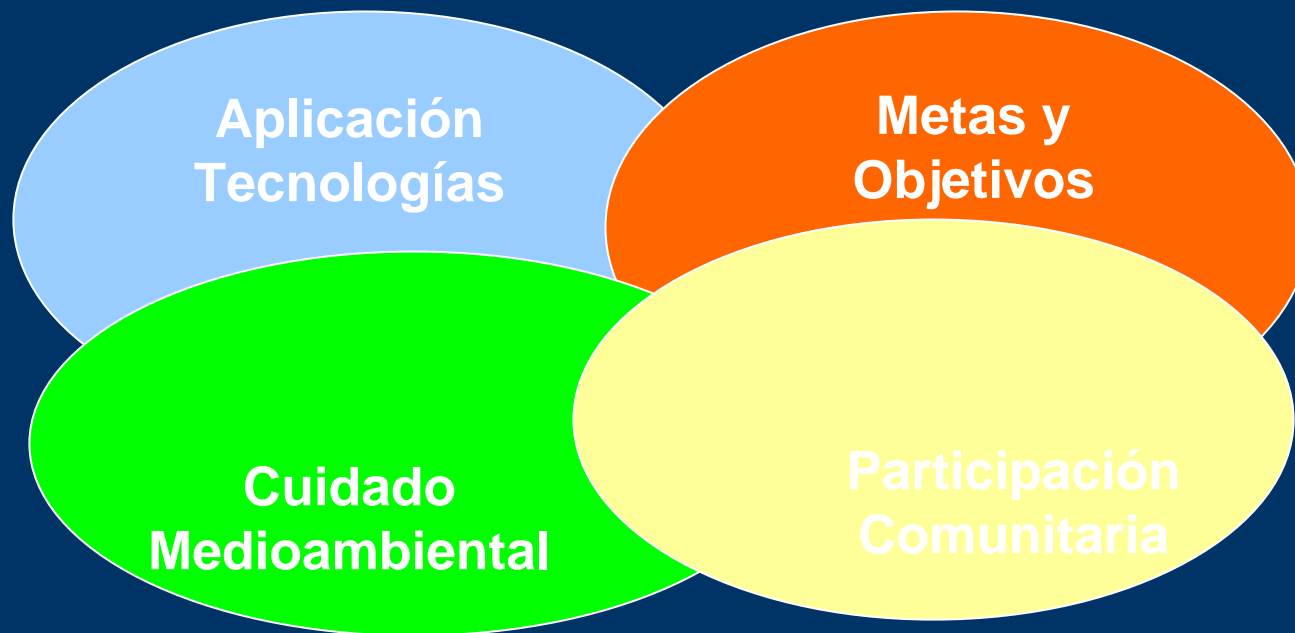 Aplicación
Tecnologías
Metas y
Objetivos
Cuidado
Medioambiental
Participación
Comunitaria